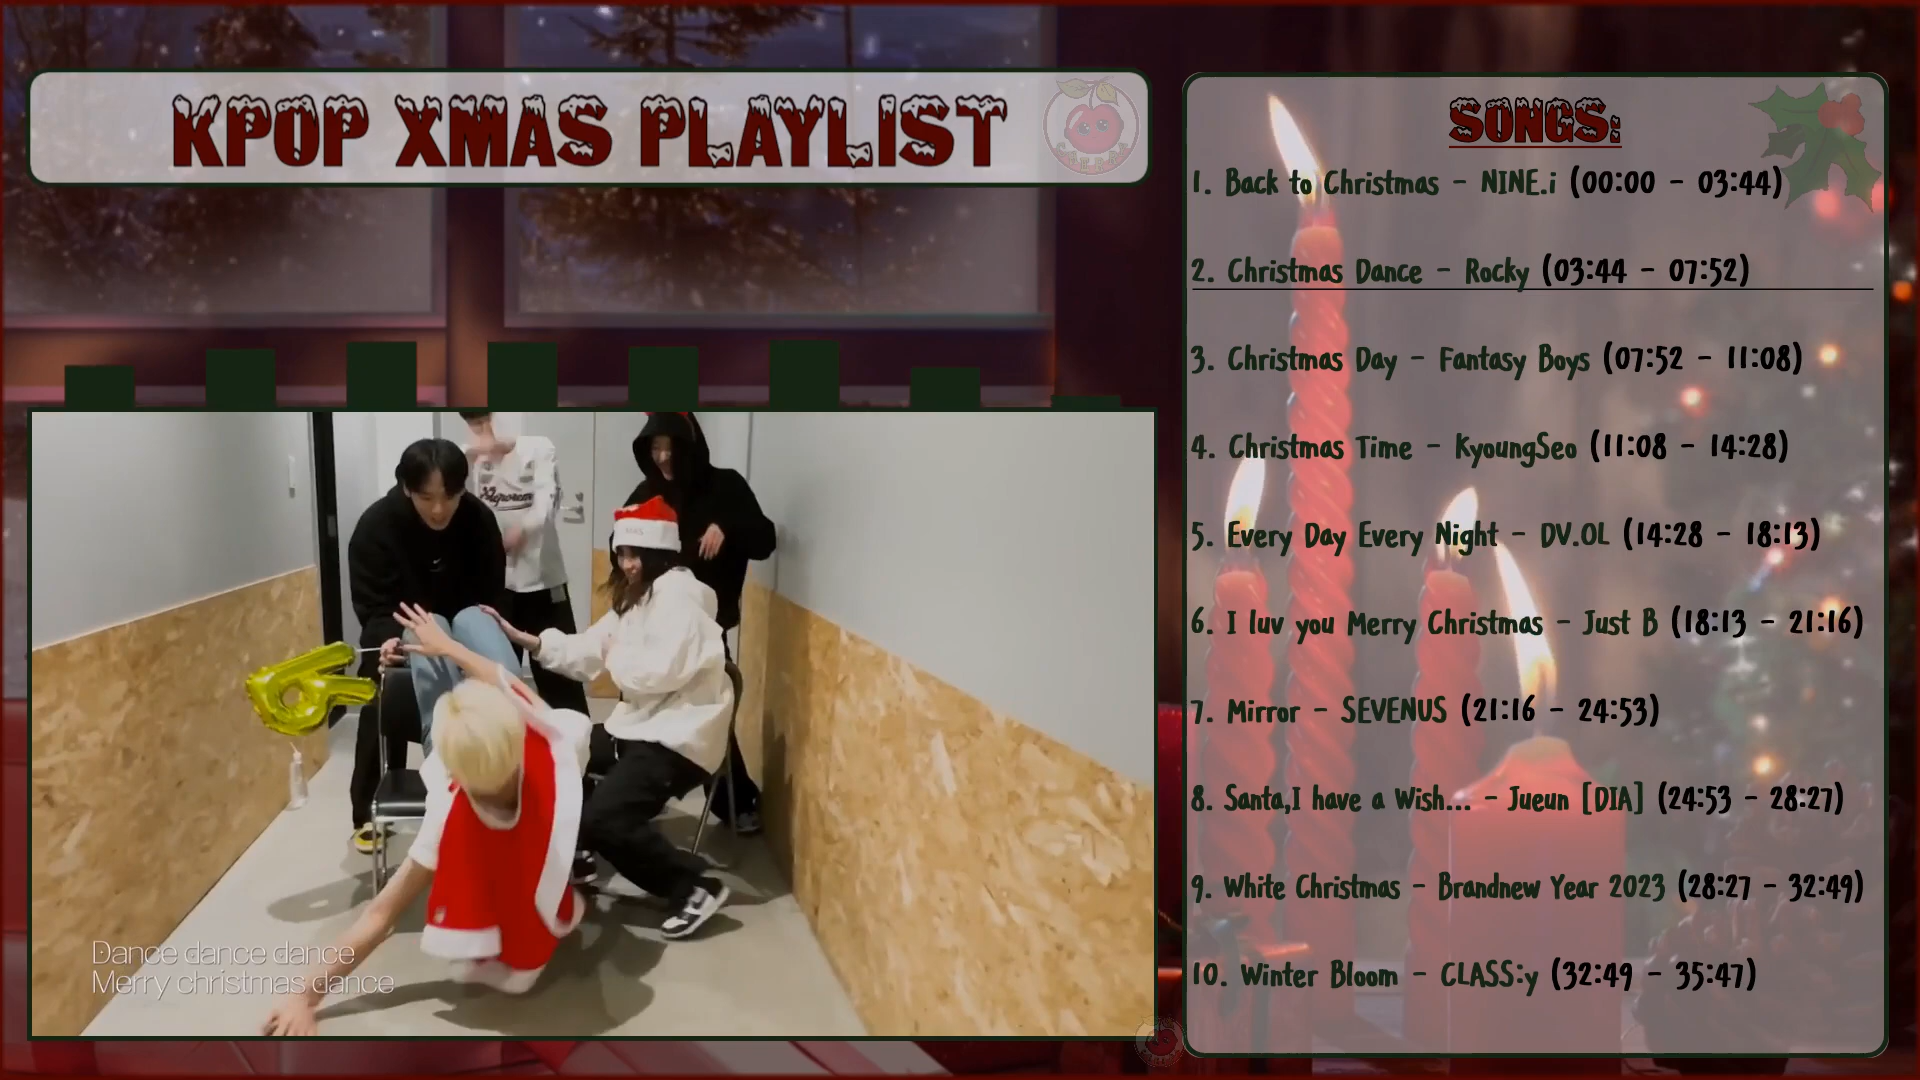 KPOP XMAS PLAYLIST
SONGS:
1. Back to Christmas - NINE.i (00:00 - 03:44)
2. Christmas Dance - Rocky (03:44 - 07:52)
3. Christmas Day - Fantasy Boys (07:52 - 11:08)
4. Christmas Time - KyoungSeo (11:08 - 14:28)
5. Every Day Every Night - DV.OL (14:28 - 18:13)
6. I luv you Merry Christmas - Just B (18:13 - 21:16)
7. Mirror - SEVENUS (21:16 - 24:53)
8. Santa,I have a Wish... - Jueun [DIA] (24:53 - 28:27)
9. White Christmas - Brandnew Year 2023 (28:27 - 32:49)
10. Winter Bloom - CLASS:y (32:49 - 35:47)
Dance dance dance
Merry christmas dance